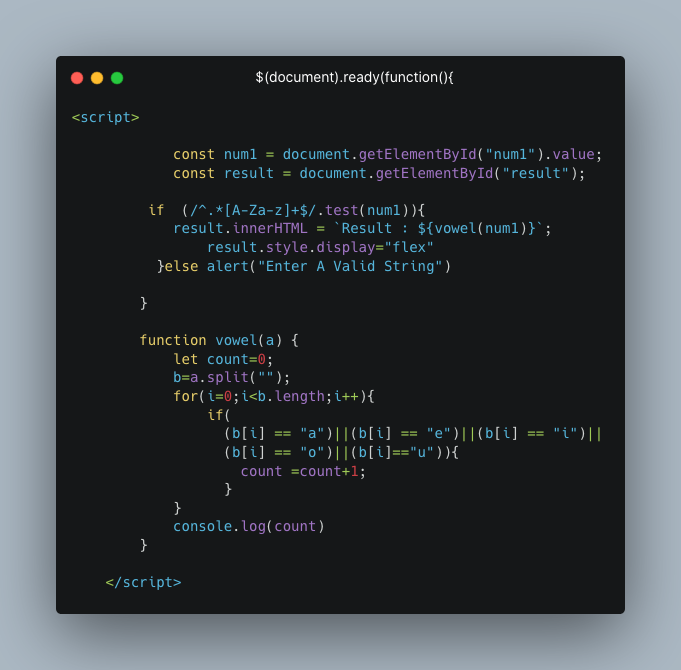 $(document).ready(function(){
<script>
const num1 = document.getElementById("num1").value;
const result = document.getElementById("result");
if  (/^.*[A-Za-z]+$/.test(num1)){
result.innerHTML = `Result : ${vowel(num1)}`;
result.style.display="flex"
}else alert("Enter A Valid String")
}
function vowel(a) {
let count=0;
b=a.split("");
for(i=0;i<b.length;i++){
if(
(b[i] == "a")||(b[i] == "e")||(b[i] == "i")||
(b[i] == "o")||(b[i]=="u")){
count =count+1;
}
}
console.log(count)
}
</script>